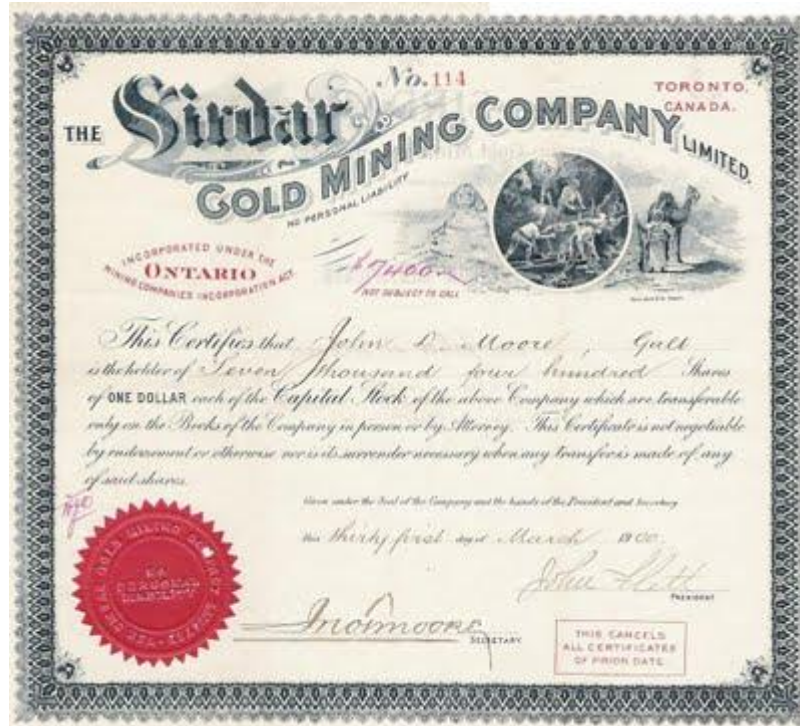 No. 114
TORONTO,
CANADA.
THE Sirdar
GOLD MINING COMPANY LIMITED.
NO PERSONAL LIABILITY
INCORPORATED UNDER THE
ONTARIO
MINING COMPANIES INCORPORATION ACT
$7400
NOT SUBJECT TO CALL
This Certifies that John D. Moore, Galt
is the holder of Seven Thousand four hundred Shares
of ONE DOLLAR each of the Capital Stock of the above Company which are transferable
only on the Books of the Company in person or by Attorney. This Certificate is not negotiable
by endorsement or otherwise nor is its surrender necessary when any transfer is made of any
of said shares.
Given under the Seal of the Company and the hands of the President and Secretary
this thirty first day of March 1900.
John
PRESIDENT
SECRETARY
NO
PERSONAL
LIABILITY
THIS CANCELS
ALL CERTIFICATES
OF PRIOR DATE